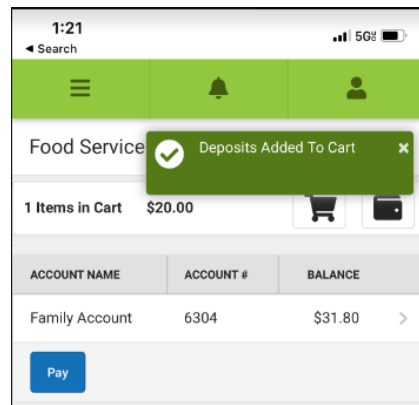 1:21
5G
◄ Search
Food Service
Deposits Added To Cart
×
1 Items in Cart $20.00
ACCOUNT NAME ACCOUNT # BALANCE
Family Account 6304 $31.80
Pay